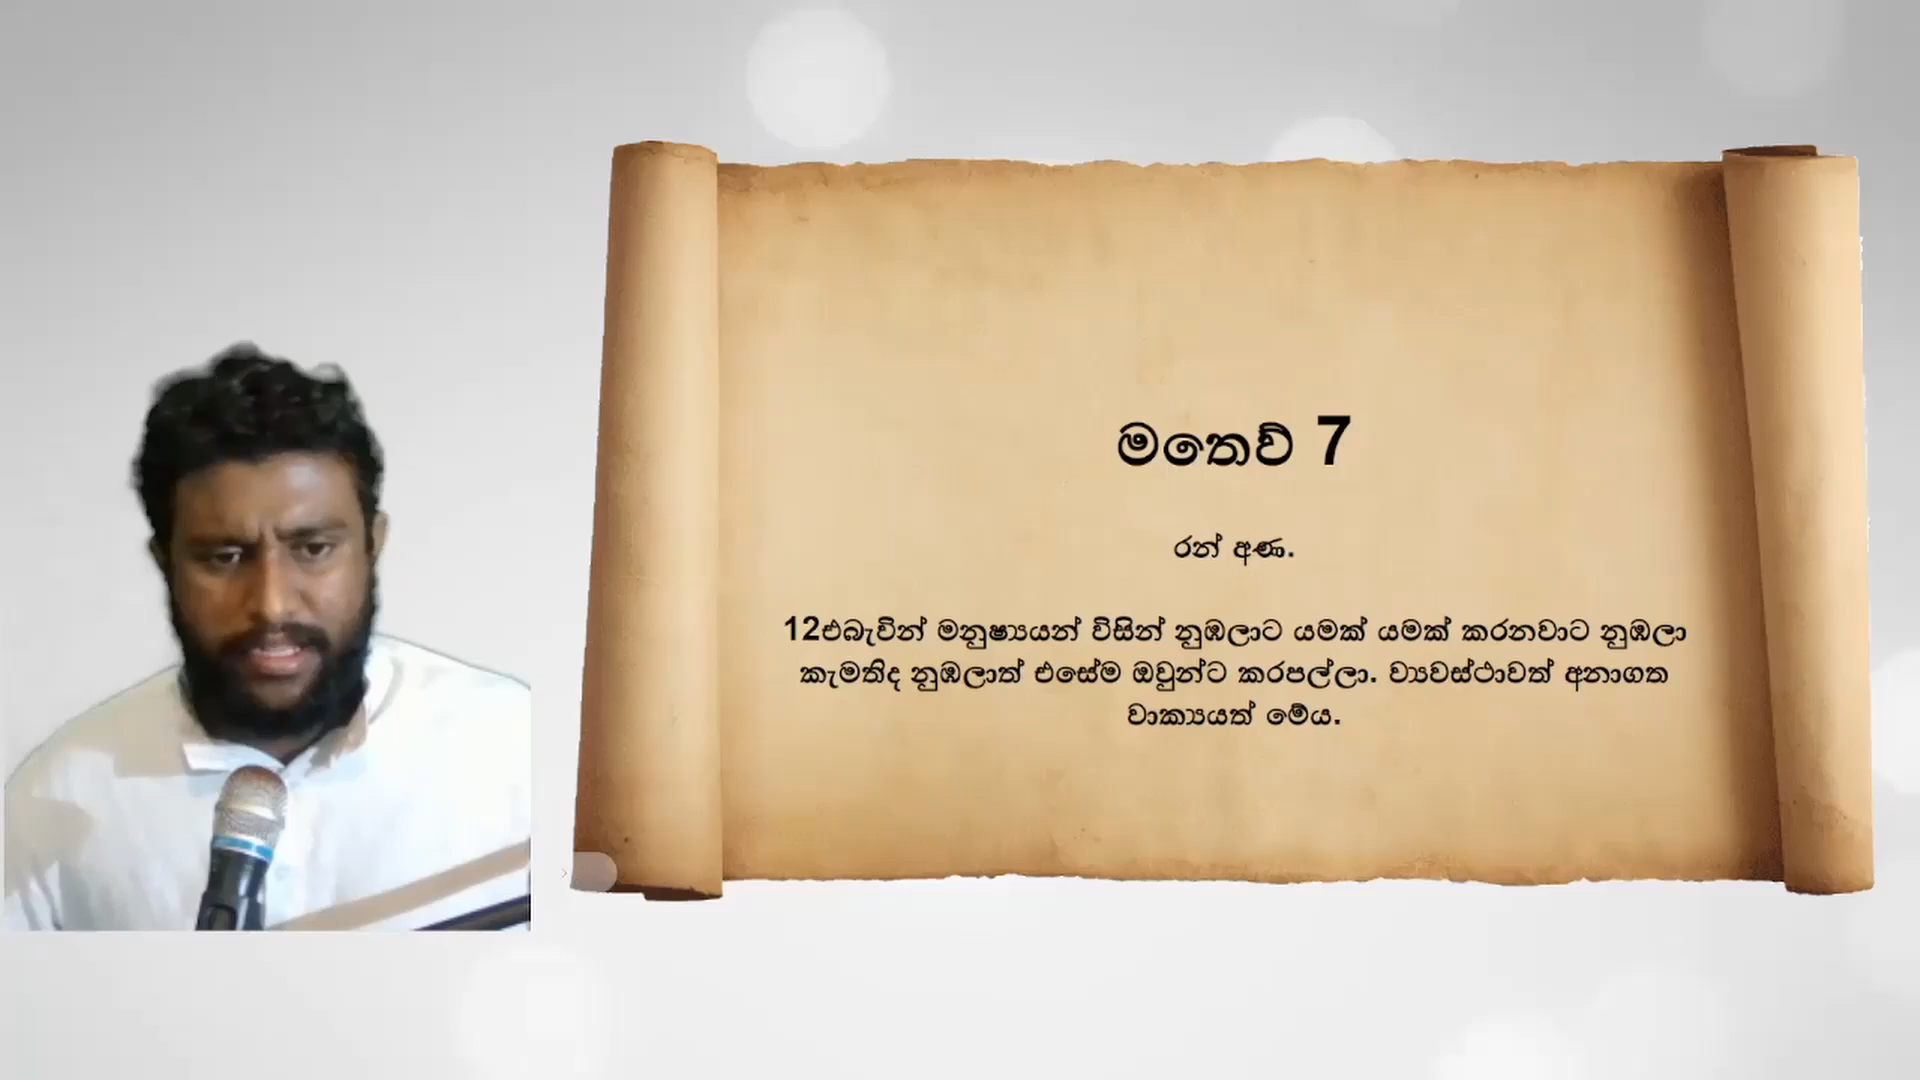 මතෙව් 7
රන් අණ.
12එබැවින් මනුෂ්‍යයන් විසින් නුඹලාට යමක් යමක් කරනවාට නුඹලා
කැමතිද නුඹලාත් එසේම ඔවුන්ට කරපල්ලා. ව්‍යවස්ථාවත් අනාගත
වාක්‍යයත් මේය.